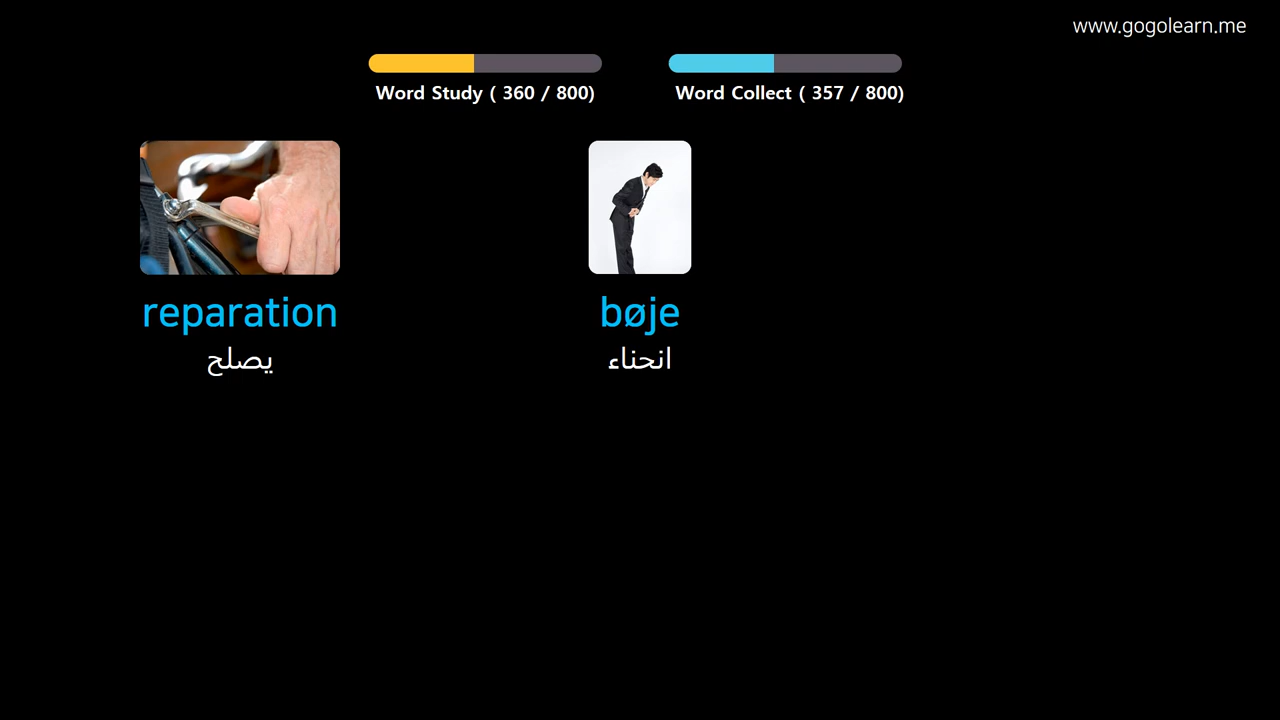 www.gogolearn.me
Word Study ( 360 / 800)
Word Collect ( 357 / 800)
reparation
يصلح
bøje
انحناء